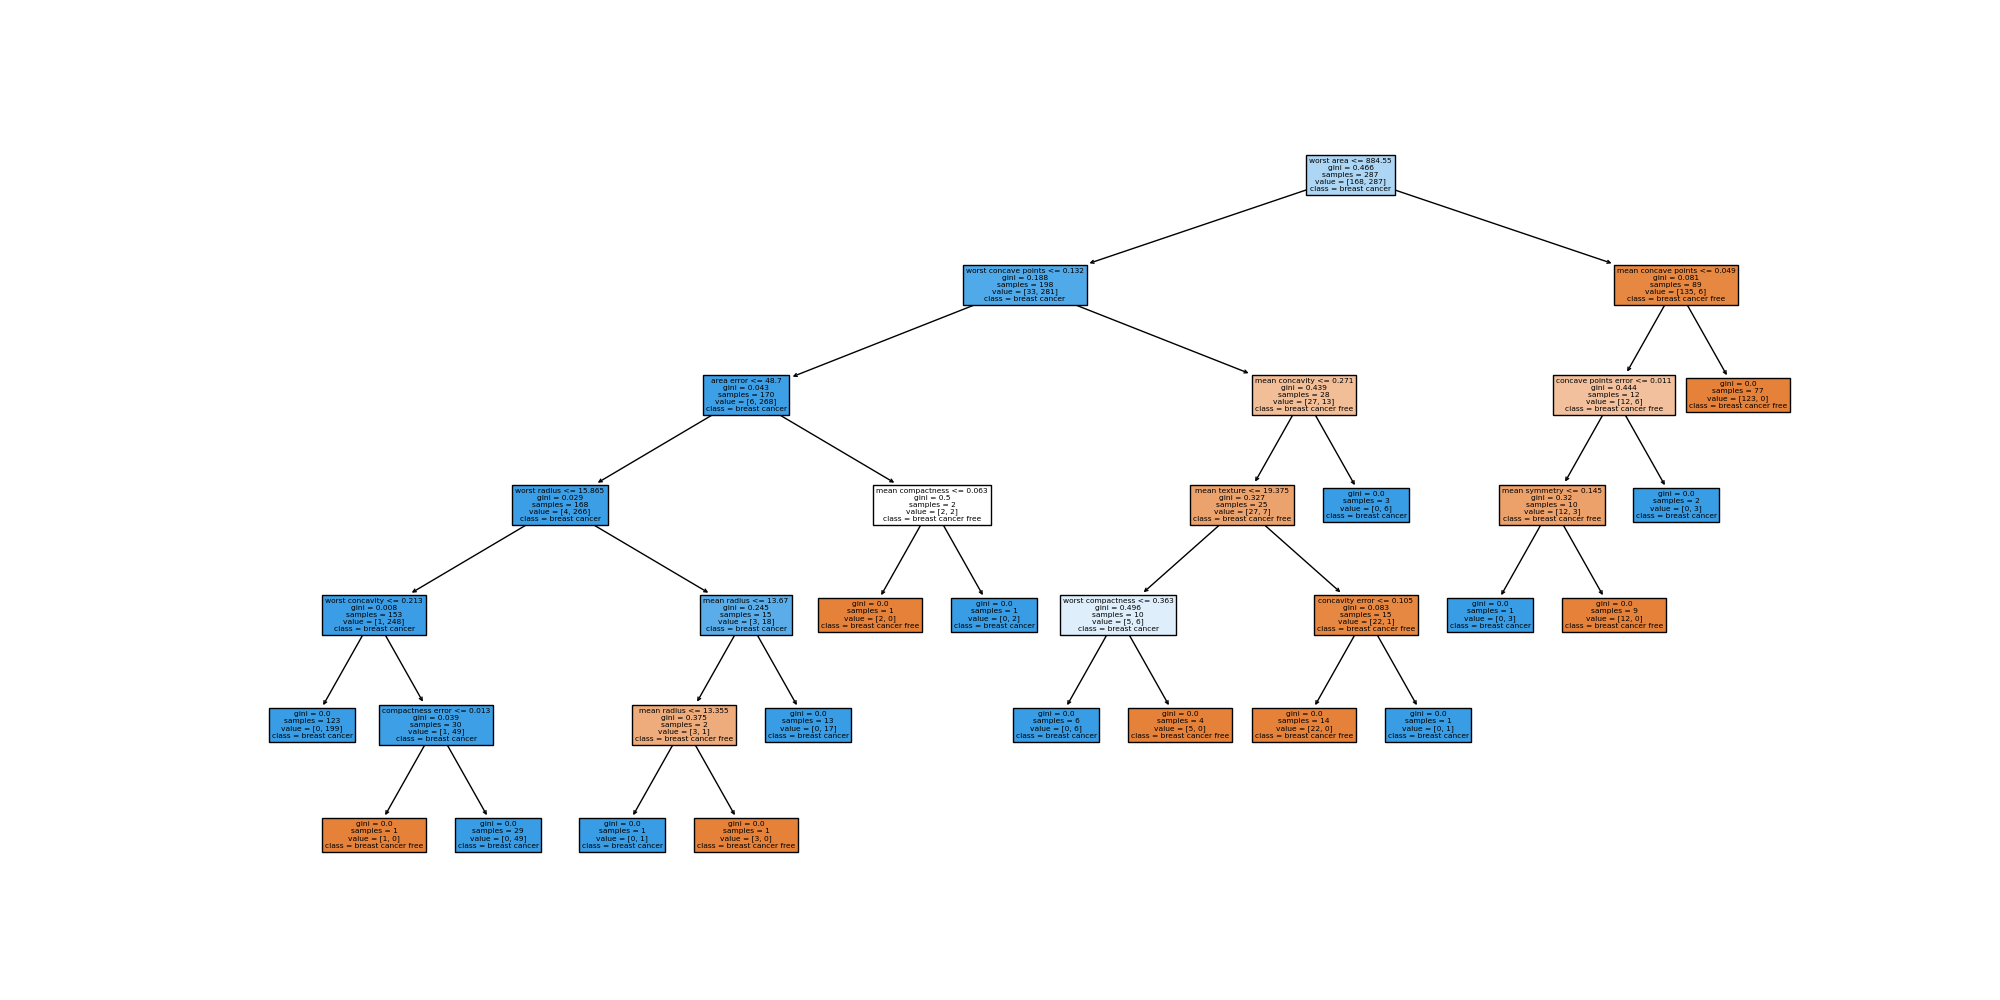 worst area <= 884.55
gini = 0.466
samples = 287
value = [168, 287]
class = breast cancer
worst concave points <= 0.132
gini = 0.188
samples = 198
value = [33, 281]
class = breast cancer
mean concave points <= 0.049
gini = 0.081
samples = 89
value = [135, 6]
class = breast cancer free
area error <= 48.7
gini = 0.043
samples = 170
value = [6, 268]
class = breast cancer
mean concavity <= 0.271
gini = 0.439
samples = 28
value = [27, 13]
class = breast cancer free
concave points error <= 0.011
gini = 0.444
samples = 12
value = [12, 6]
class = breast cancer free
gini = 0.0
samples = 77
value = [123, 0]
class = breast cancer free
worst radius <= 15.865
gini = 0.029
samples = 168
value = [4, 266]
class = breast cancer
mean compactness <= 0.063
gini = 0.5
samples = 2
value = [2, 2]
class = breast cancer free
mean texture <= 19.375
gini = 0.327
samples = 25
value = [27, 7]
class = breast cancer free
gini = 0.0
samples = 3
value = [0, 6]
class = breast cancer
mean symmetry <= 0.145
gini = 0.32
samples = 10
value = [12, 3]
class = breast cancer free
gini = 0.0
samples = 2
value = [0, 3]
class = breast cancer
worst concavity <= 0.213
gini = 0.008
samples = 153
value = [1, 248]
class = breast cancer
mean radius <= 13.67
gini = 0.245
samples = 15
value = [3, 18]
class = breast cancer
gini = 0.0
samples = 1
value = [2, 0]
class = breast cancer free
gini = 0.0
samples = 1
value = [0, 2]
class = breast cancer
worst compactness <= 0.363
gini = 0.496
samples = 10
value = [5, 6]
class = breast cancer
concavity error <= 0.105
gini = 0.083
samples = 15
value = [22, 1]
class = breast cancer free
gini = 0.0
samples = 1
value = [0, 3]
class = breast cancer
gini = 0.0
samples = 9
value = [12, 0]
class = breast cancer free
gini = 0.0
samples = 123
value = [0, 199]
class = breast cancer
compactness error <= 0.013
gini = 0.039
samples = 30
value = [1, 49]
class = breast cancer
mean radius <= 13.355
gini = 0.375
samples = 2
value = [3, 1]
class = breast cancer free
gini = 0.0
samples = 13
value = [0, 17]
class = breast cancer
gini = 0.0
samples = 6
value = [0, 6]
class = breast cancer
gini = 0.0
samples = 4
value = [5, 0]
class = breast cancer free
gini = 0.0
samples = 14
value = [22, 0]
class = breast cancer free
gini = 0.0
samples = 1
value = [0, 1]
class = breast cancer
gini = 0.0
samples = 1
value = [1, 0]
class = breast cancer free
gini = 0.0
samples = 29
value = [0, 49]
class = breast cancer
gini = 0.0
samples = 1
value = [0, 1]
class = breast cancer
gini = 0.0
samples = 1
value = [3, 0]
class = breast cancer free